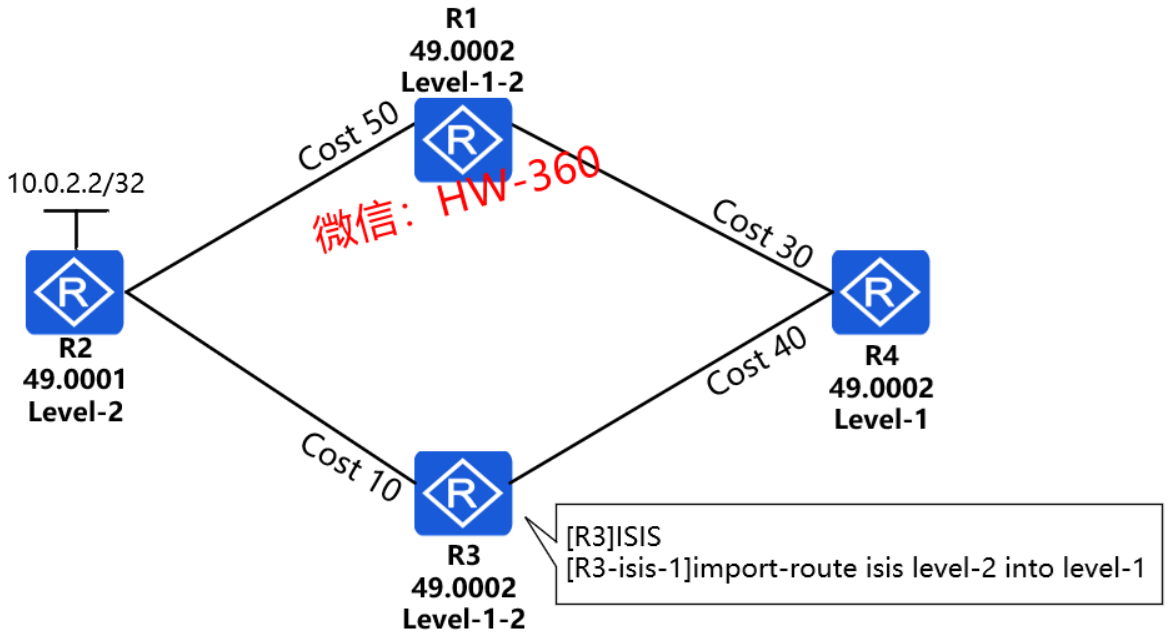 R1
49.0002
Level-1-2
Cost 50
微信：HW-360
10.0.2.2/32
Cost 30
R
R
R
R2
49.0001
Level-2
R4
49.0002
Level-1
Cost 40
Cost 10
R
R3
49.0002
Level-1-2
[R3]ISIS
[R3-isis-1]import-route isis level-2 into level-1